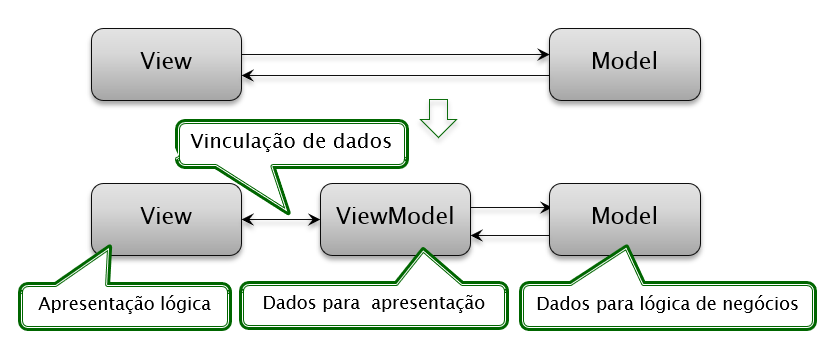 View
Model
Vinculação de dados
View
ViewModel
Model
Apresentação lógica
Dados para apresentação
Dados para lógica de negócios